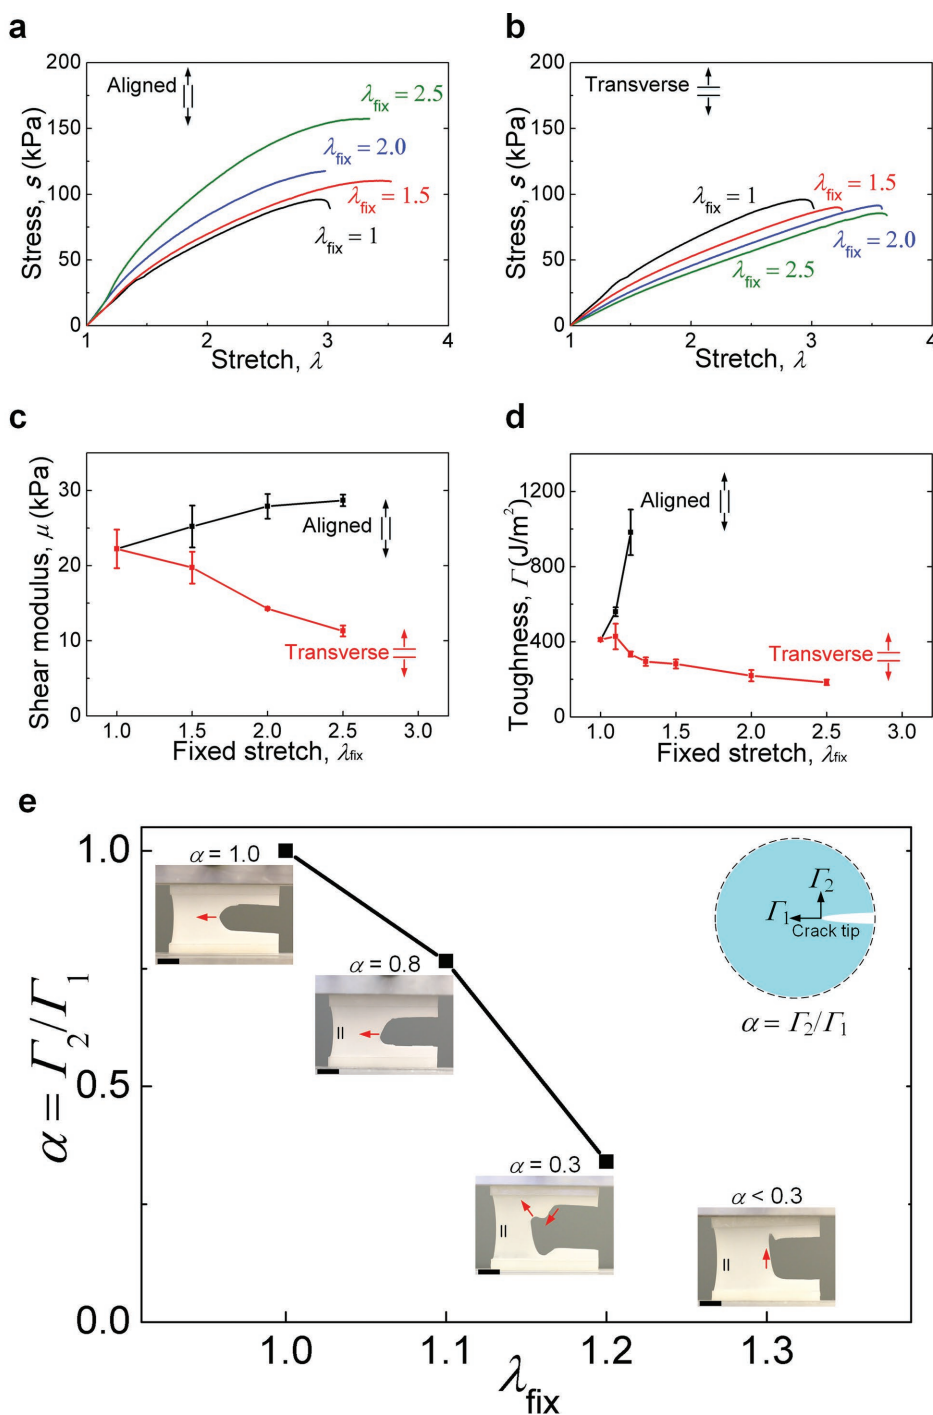 a
200
150
100
50
0
Stress, s (kPa)
Aligned
λfix = 2.5
λfix = 2.0
λfix = 1.5
λfix = 1
1 2 3 4
Stretch, λ
b
200
150
100
50
0
Stress, s (kPa)
Transverse
λfix = 1
λfix = 1.5
λfix = 2.0
λfix = 2.5
1 2 3 4
Stretch, λ
c
30
20
10
0
Shear modulus, μ (kPa)
Aligned
Transverse
1.0 1.5 2.0 2.5 3.0
Fixed stretch, λfix
d
1200
800
400
0
Toughness, Γ (J/m²)
Aligned
Transverse
1.0 1.5 2.0 2.5 3.0
Fixed stretch, λfix
e
1.0
0.5
0.0
α = Γ₂/Γ₁
α = 1.0
α = 0.8
α = 0.3
α < 0.3
Γ₂
Γ₁
Crack tip
α = Γ₂/Γ₁
1.0 1.1 1.2 1.3
λfix